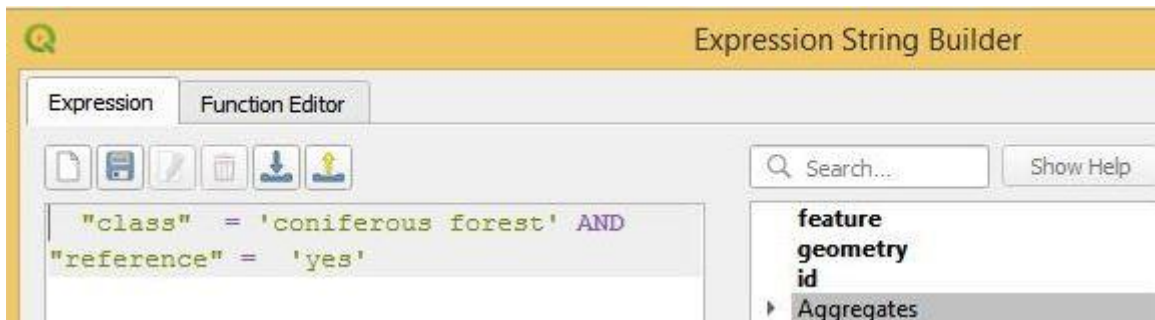 Expression String Builder
Expression
Function Editor
Search...
Show Help
"class" = 'coniferous forest' AND
"reference" = 'yes'
feature
geometry
id
Aggregates